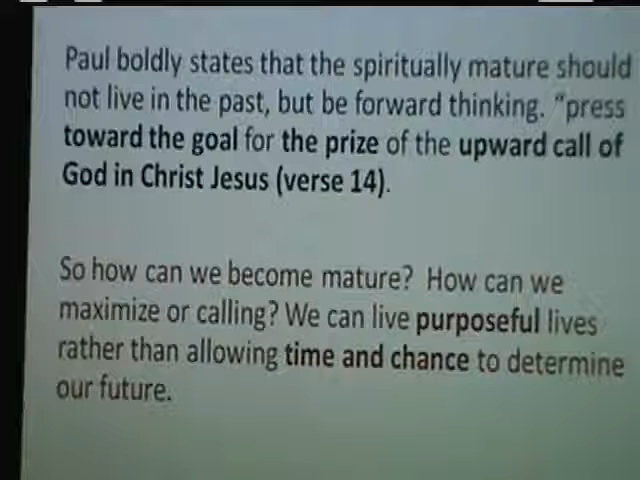 Paul boldly states that the spiritually mature should
not live in the past, but be forward thinking. “press
toward the goal for the prize of the upward call of
God in Christ Jesus (verse 14).
So how can we become mature? How can we
maximize or calling? We can live purposeful lives
rather than allowing time and chance to determine
our future.